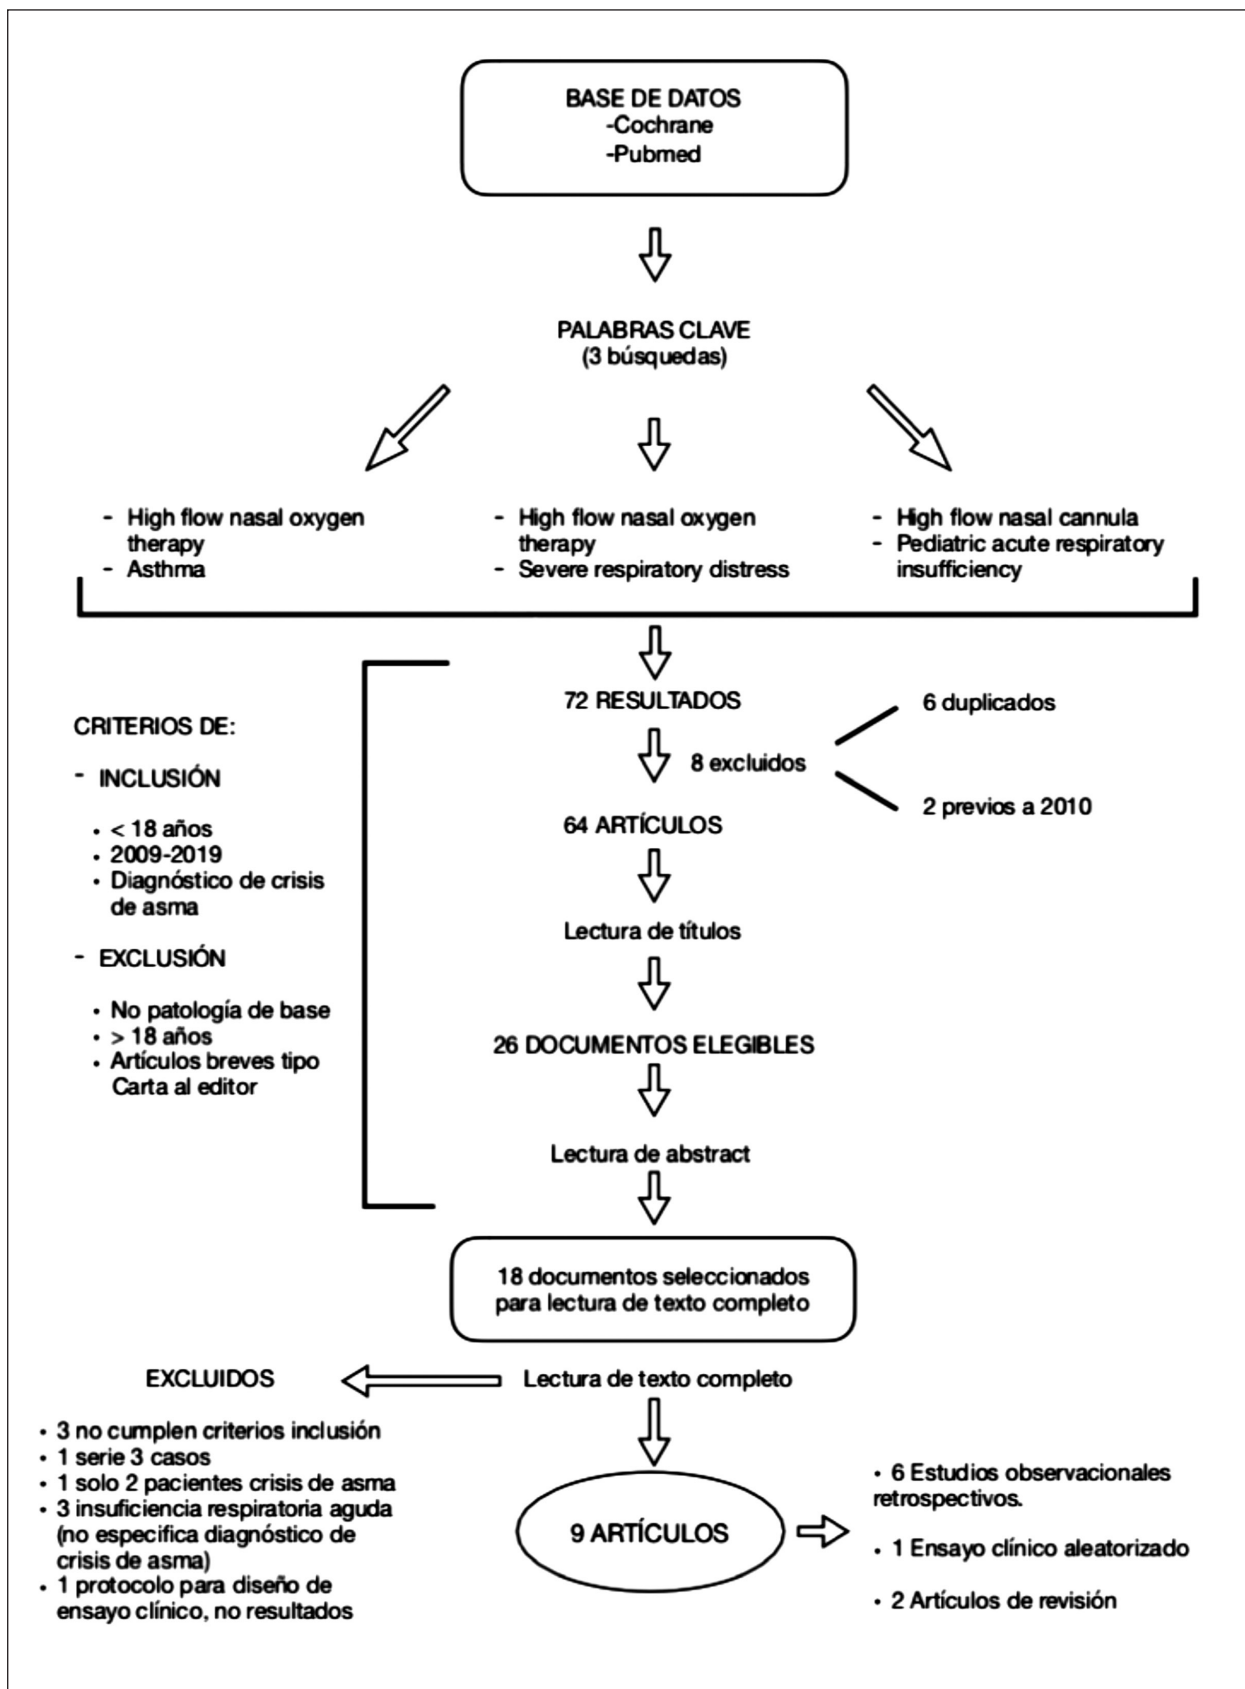 BASE DE DATOS
-Cochrane
-Pubmed
PALABRAS CLAVE
(3 búsquedas)
- High flow nasal oxygen
therapy
- Asthma
- High flow nasal oxygen
therapy
- Severe respiratory distress
- High flow nasal cannula
- Pediatric acute respiratory
insufficiency
72 RESULTADOS
8 excluidos
6 duplicados
2 previos a 2010
64 ARTÍCULOS
Lectura de títulos
26 DOCUMENTOS ELEGIBLES
Lectura de abstract
CRITERIOS DE:
- INCLUSIÓN
• < 18 años
• 2009-2019
• Diagnóstico de crisis
de asma
- EXCLUSIÓN
• No patología de base
• > 18 años
• Artículos breves tipo
Carta al editor
18 documentos seleccionados
para lectura de texto completo
Lectura de texto completo
EXCLUIDOS
• 3 no cumplen criterios inclusión
• 1 serie 3 casos
• 1 solo 2 pacientes crisis de asma
• 3 insuficiencia respiratoria aguda
(no especifica diagnóstico de
crisis de asma)
• 1 protocolo para diseño de
ensayo clínico, no resultados
9 ARTÍCULOS
• 6 Estudios observacionales
retrospectivos.
• 1 Ensayo clínico aleatorizado
• 2 Artículos de revisión